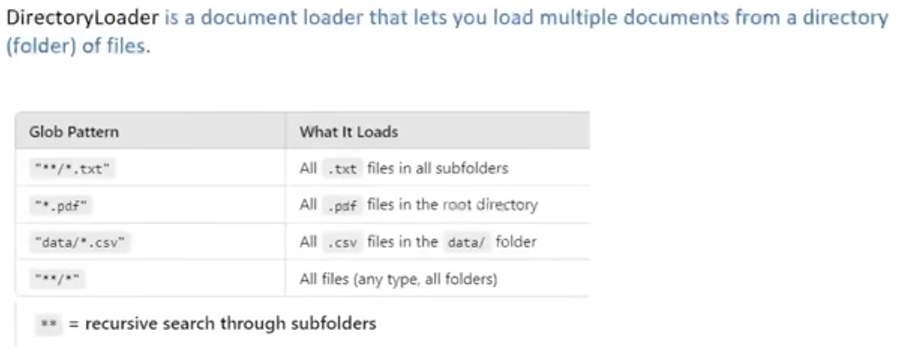 DirectoryLoader is a document loader that lets you load multiple documents from a directory
(folder) of files.
Glob Pattern What It Loads
"**/*.txt" All .txt files in all subfolders
"*.pdf" All .pdf files in the root directory
"data/*.csv" All .csv files in the data/ folder
"**/*" All files (any type, all folders)
** = recursive search through subfolders